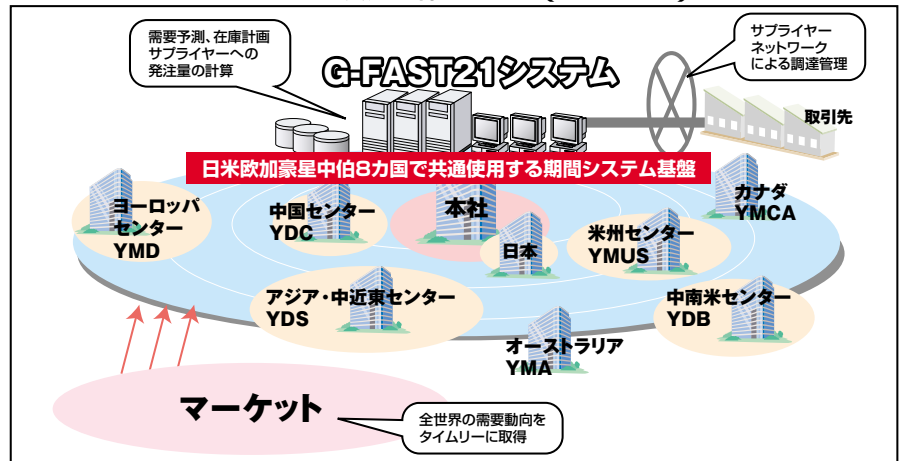 需要予測、在庫計画
サプライヤーへの
発注量の計算
G-FAST21システム
サプライヤー
ネットワーク
による調達管理
取引先
日米欧加豪星中伯8カ国で共通使用する期間システム基盤
ヨーロッパ
センター
YMD
中国センター
YDC
本社
日本
米州センター
YMUS
カナダ
YMCA
アジア・中近東センター
YDS
オーストラリア
YMA
中南米センター
YDB
マーケット
全世界の需要動向を
タイムリーに取得